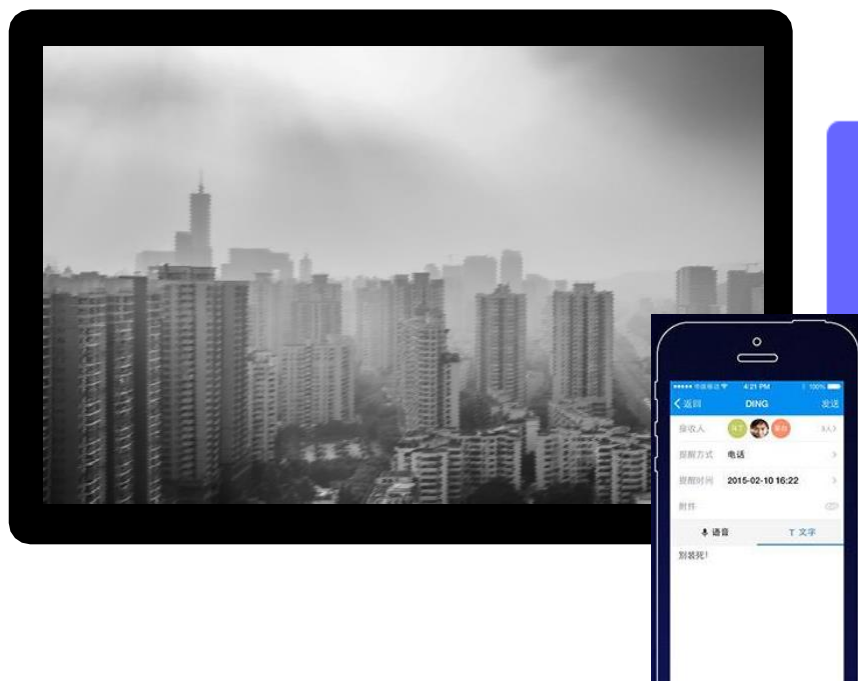 4:21 PM 100%
返回 DING 发送
接收人
提醒方式 电话
提醒时间 2015-02-10 16:22
附件
语音 T 文字
别装死!